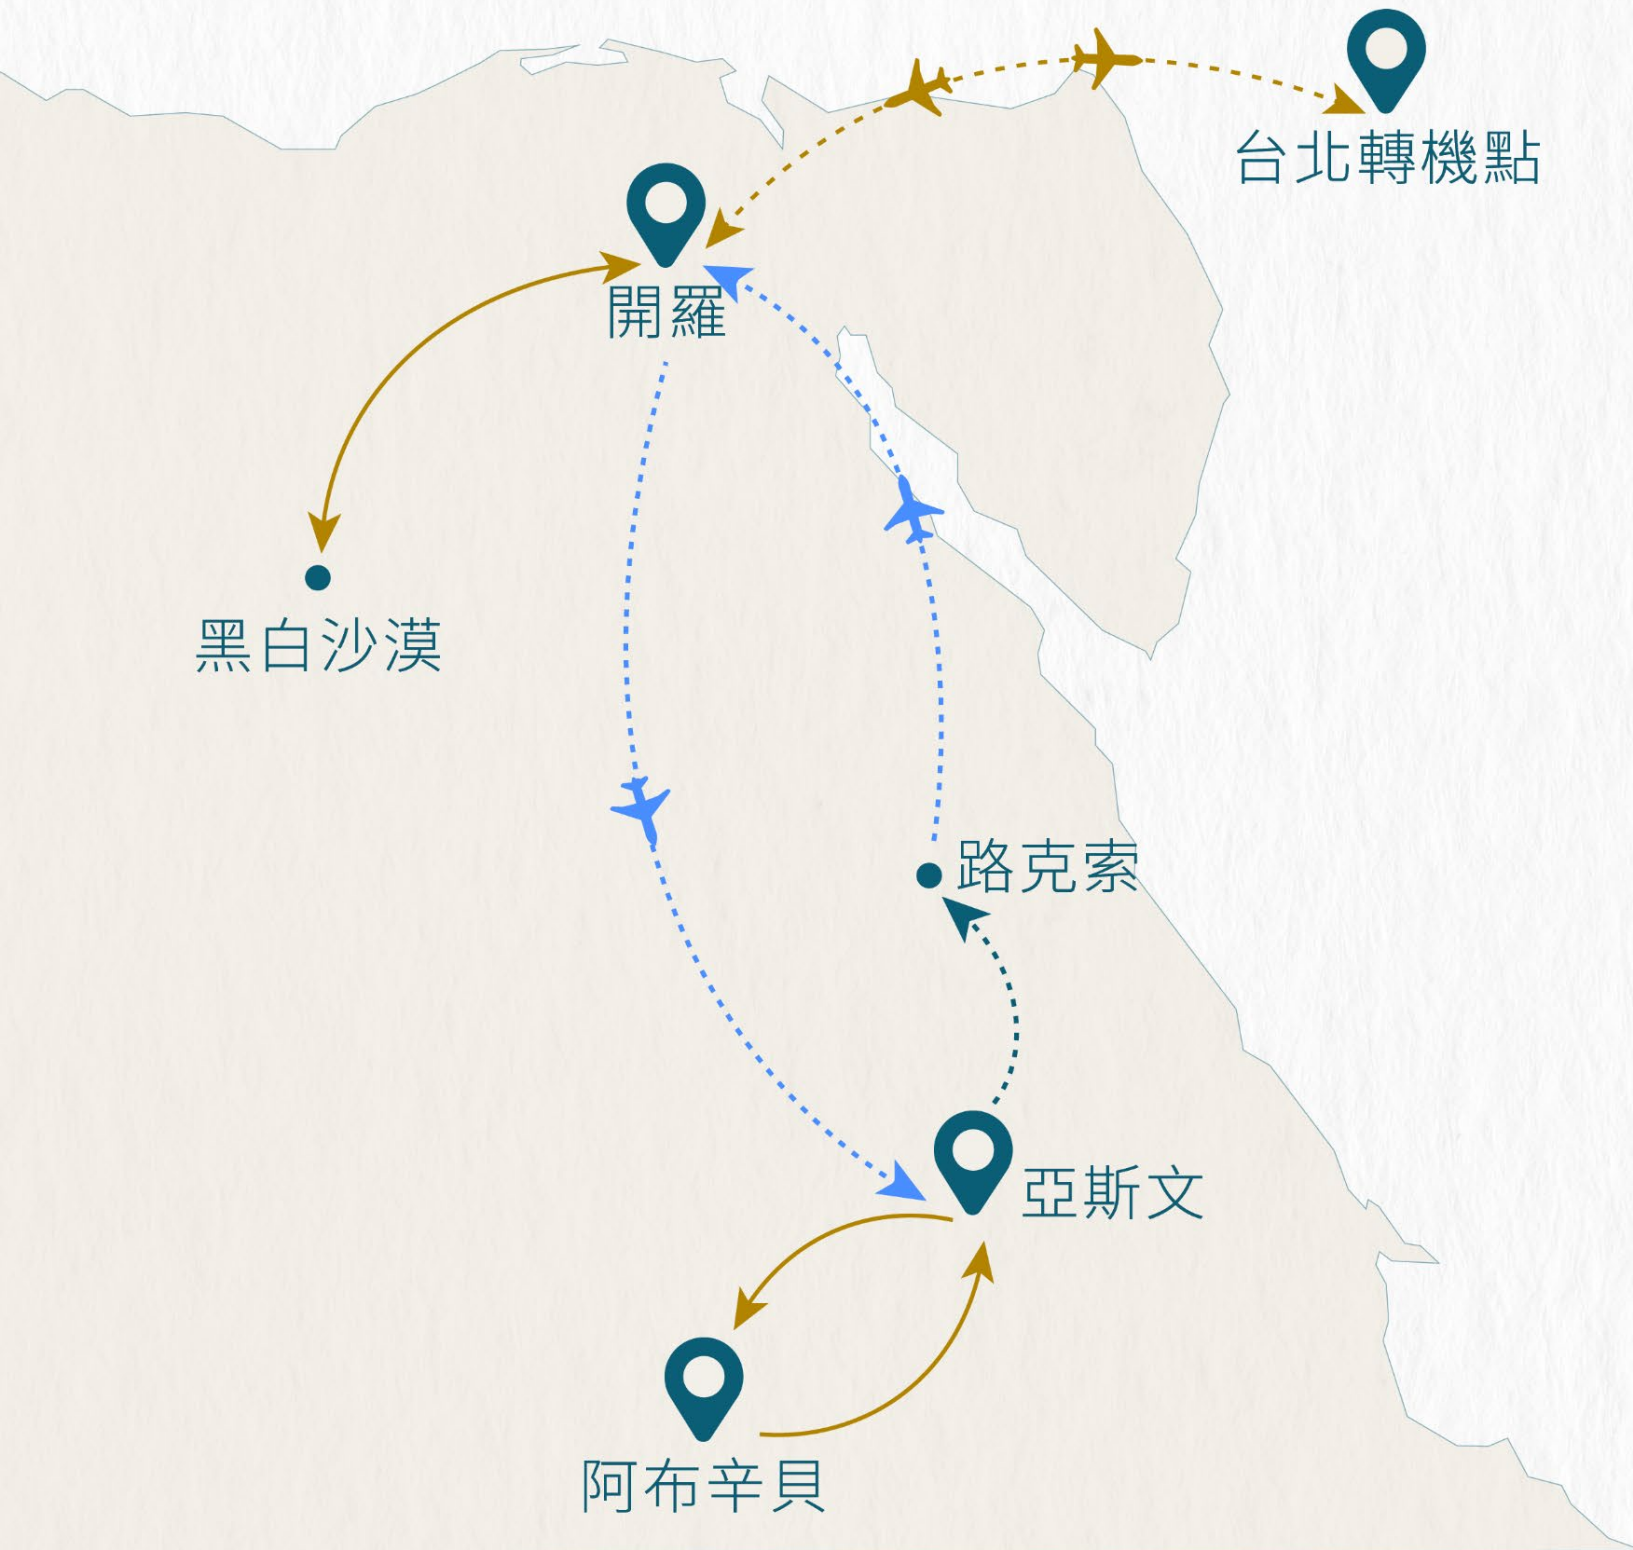 台北轉機點
開羅
黑白沙漠
路克索
亞斯文
阿布辛貝